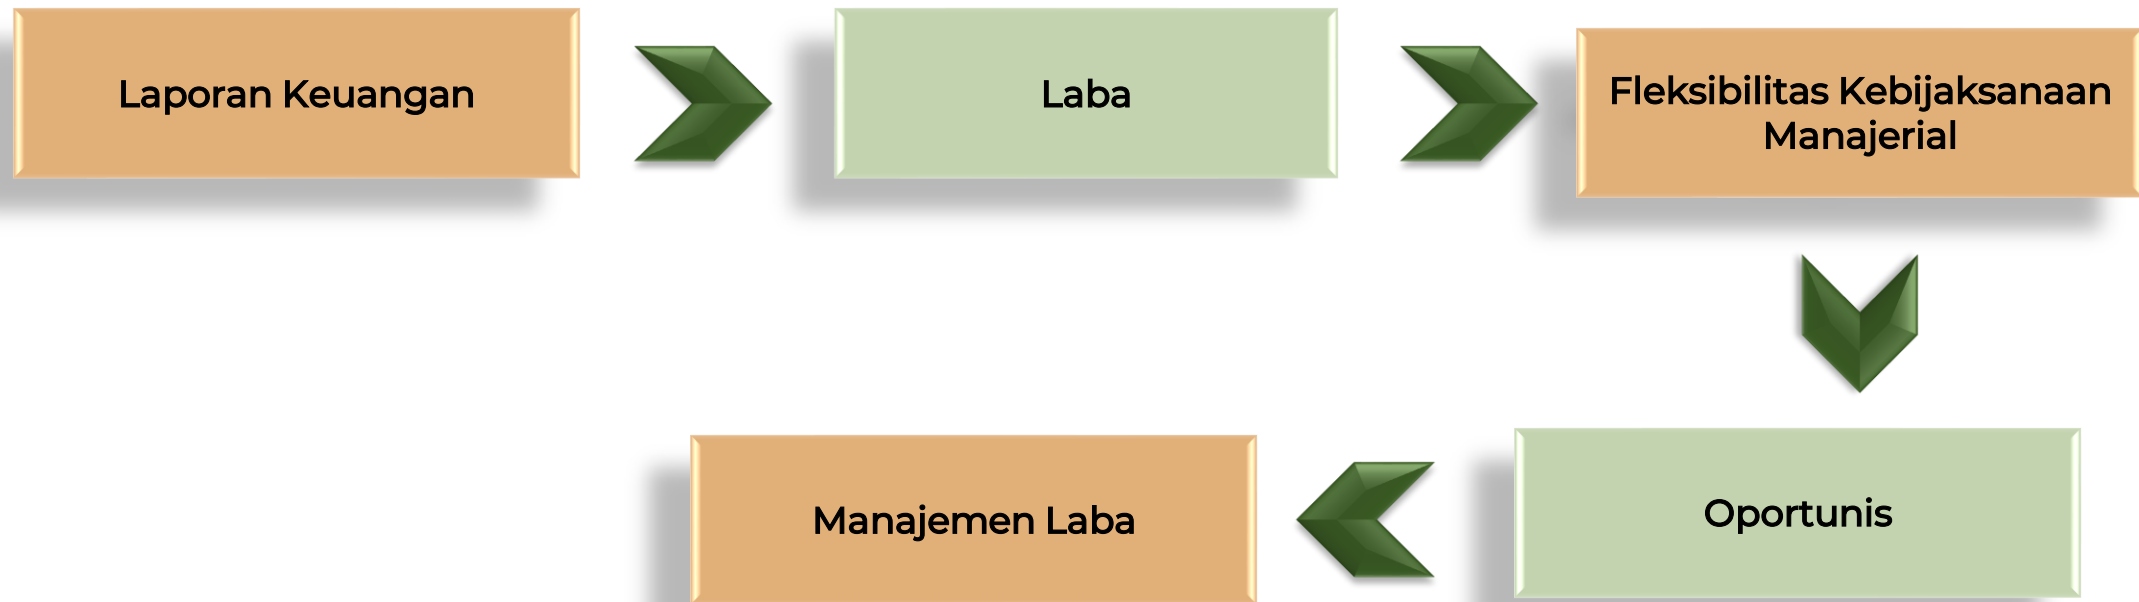 Laporan Keuangan
Laba
Fleksibilitas Kebijaksanaan
Manajerial
Oportunis
Manajemen Laba